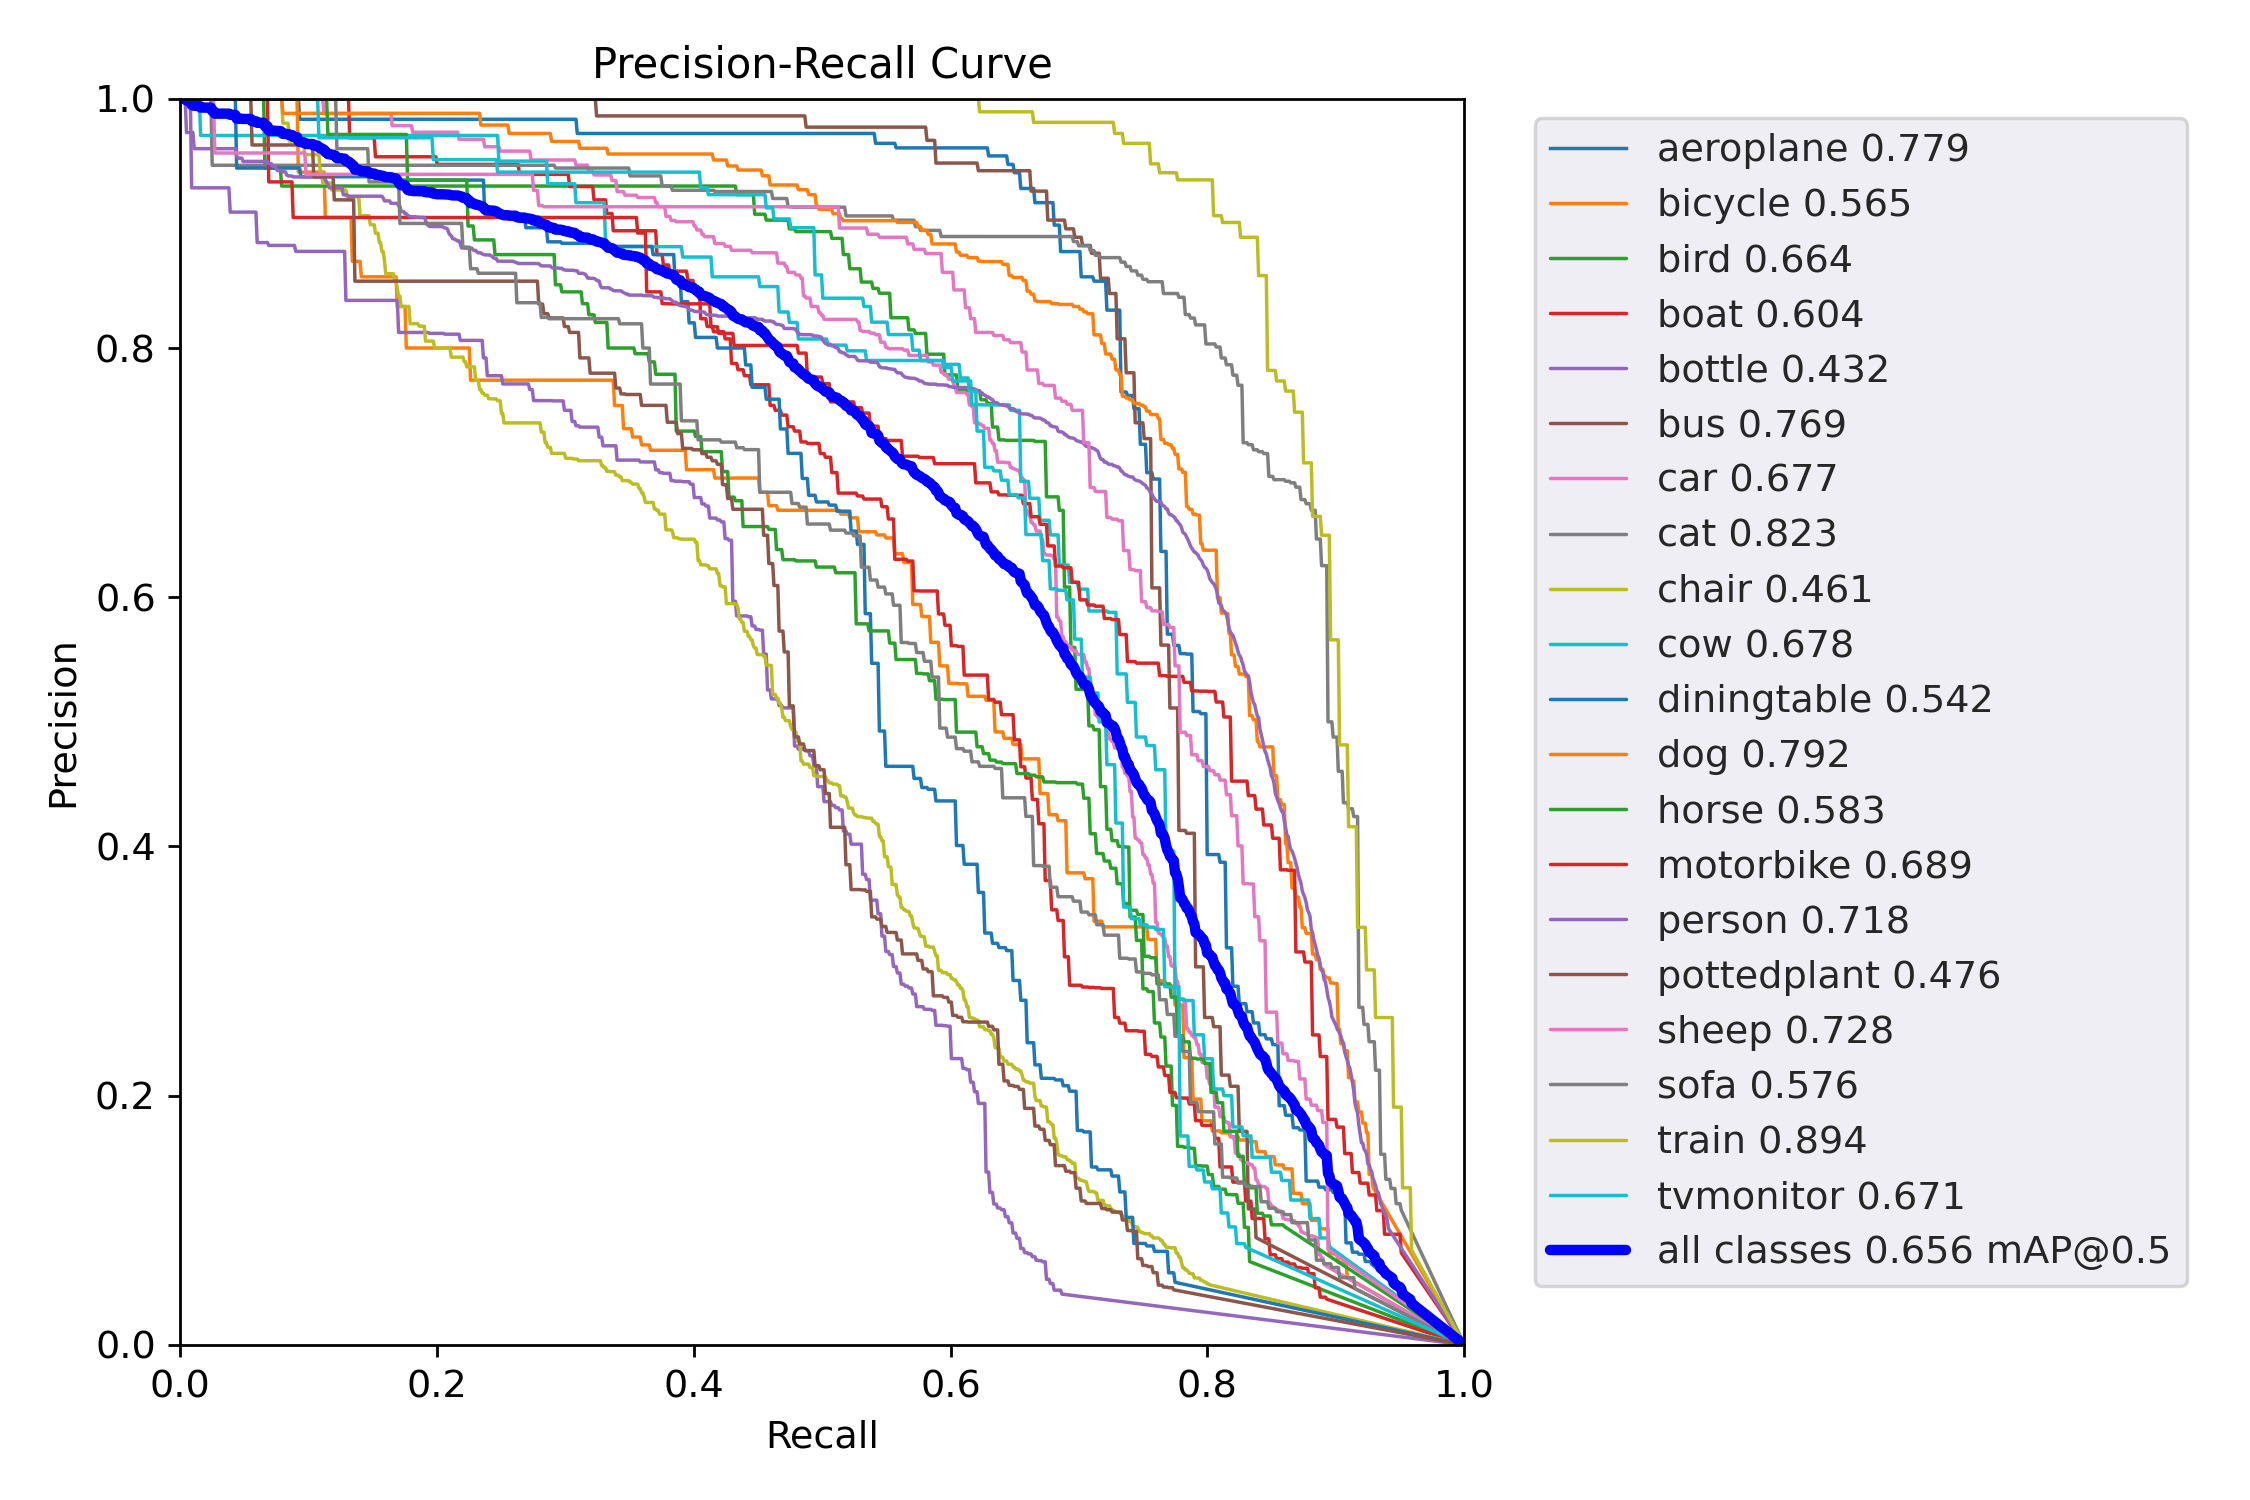 Precision-Recall Curve
1.0
0.8
0.6
0.4
0.2
0.0
Precision
0.0 0.2 0.4 0.6 0.8 1.0
Recall
aeroplane 0.779
bicycle 0.565
bird 0.664
boat 0.604
bottle 0.432
bus 0.769
car 0.677
cat 0.823
chair 0.461
cow 0.678
diningtable 0.542
dog 0.792
horse 0.583
motorbike 0.689
person 0.718
pottedplant 0.476
sheep 0.728
sofa 0.576
train 0.894
tvmonitor 0.671
all classes 0.656 mAP@0.5